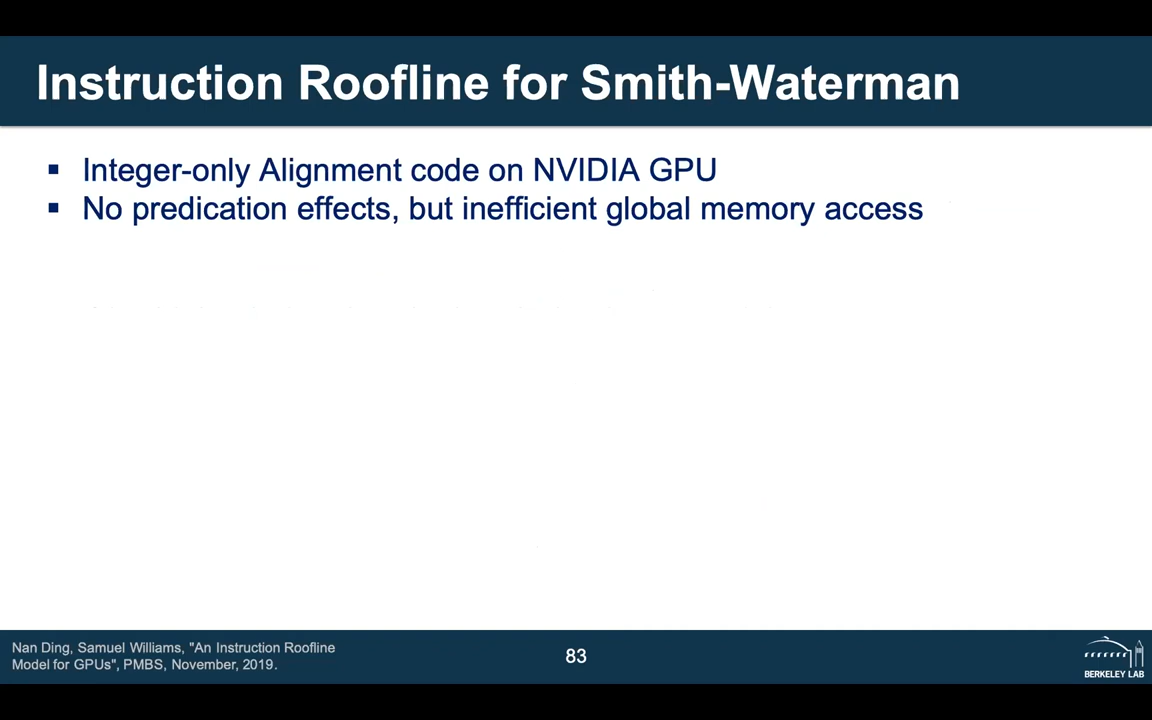 Instruction Roofline for Smith-Waterman
▪ Integer-only Alignment code on NVIDIA GPU
▪ No predication effects, but inefficient global memory access
Nan Ding, Samuel Williams, "An Instruction Roofline
Model for GPUs", PMBS, November, 2019.
83
BERKELEY LAB